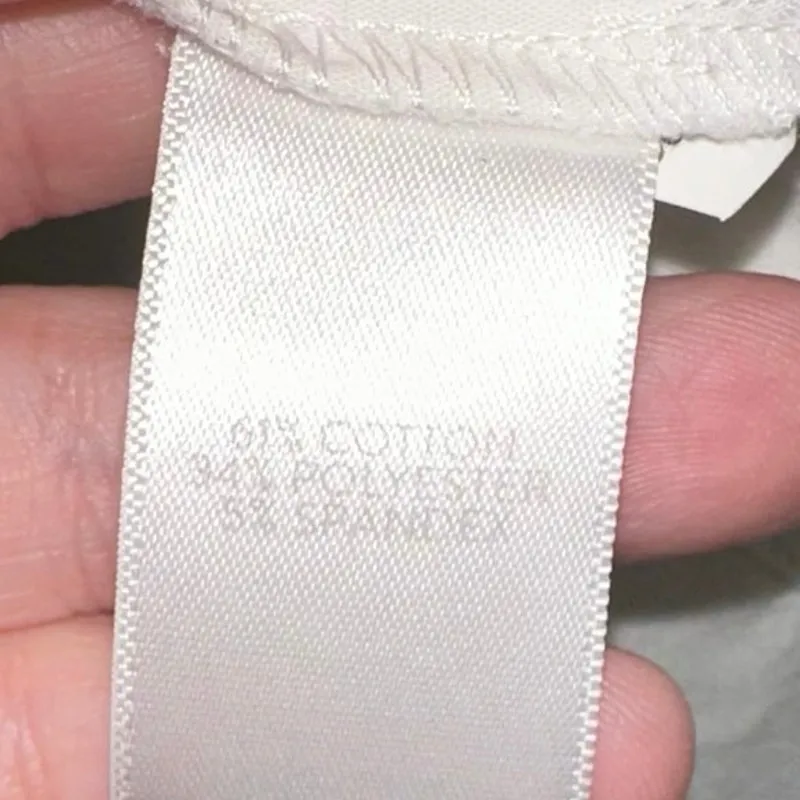 61% COTTON
34% POLYESTER
5% SPANDEX